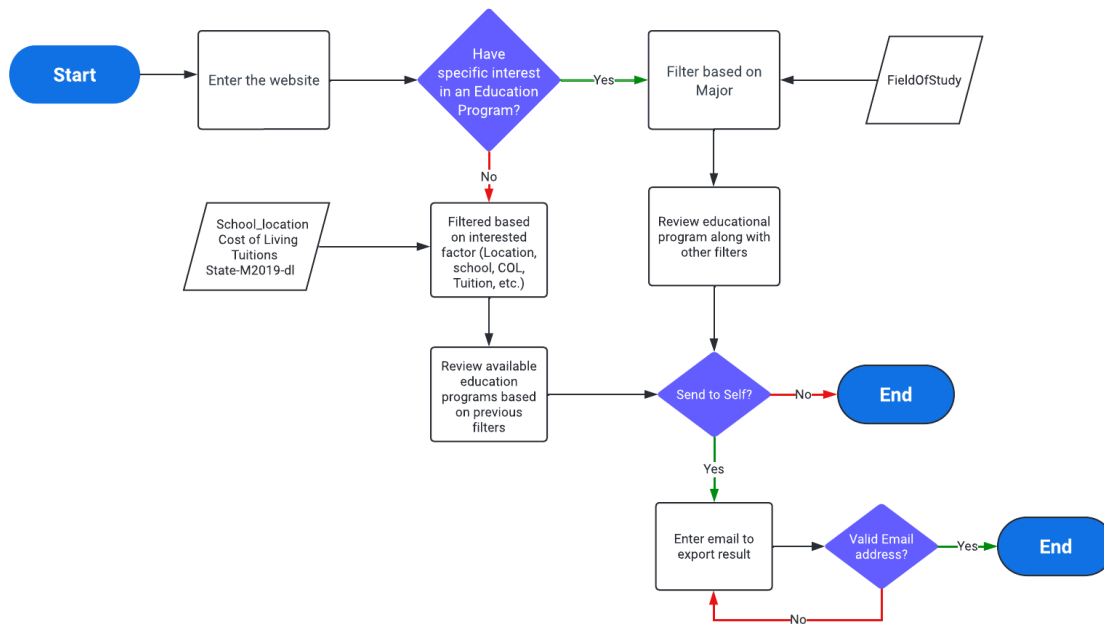 Start
Enter the website
Have
specific interest
in an Education
Program?
Yes
Filter based on
Major
FieldOfStudy
No
School_location
Cost of Living
Tuitions
State-M2019-dl
Filtered based
on interested
factor (Location,
school, COL,
Tuition, etc.)
Review educational
program along with
other filters
Review available
education
programs based
on previous
filters
Send to Self?
No
End
Yes
Enter email to
export result
Valid Email
address?
Yes
End
No